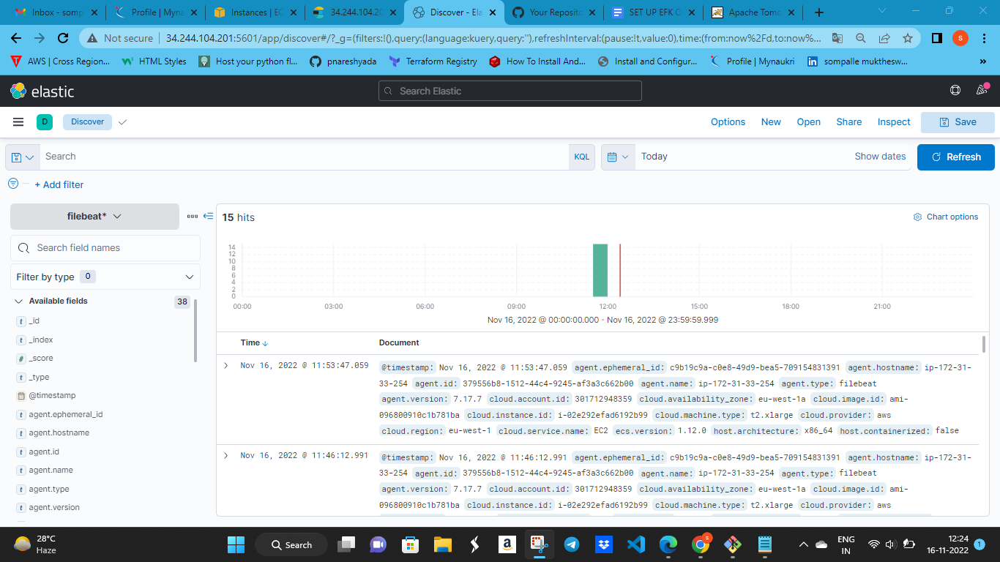 Inbox - somp
Profile | Myna
Instances | EC
34.244.104.20
Discover - Ela
Your Reposito
SET UP EFK O
Apache Tomc
Not secure
34.244.104.201:5601/app/discover#/?_g=(filters:!(),query:(language:kuery,query:''),refreshInterval:(pause:!t,value:0),time:(from:now%2Fd,to:now%...
S
AWS | Cross Region...
HTML Styles
Host your python fl...
pnareshyada
Terraform Registry
How To Install And...
Install and Configur...
Profile | Mynaukri
sompalle mukthesw...
»
elastic
Search Elastic
D
Discover
Options
New
Open
Share
Inspect
Save
Search
KQL
Today
Show dates
Refresh
+ Add filter
filebeat*
Search field names
Filter by type 0
Available fields 38
t _id
t _index
# _score
t _type
@timestamp
t agent.ephemeral_id
t agent.hostname
t agent.id
t agent.name
t agent.type
t agent.version
15 hits
Chart options
14
12
10
8
6
4
2
0
00:00 03:00 06:00 09:00 12:00 15:00 18:00 21:00
Nov 16, 2022 @ 00:00:00.000 - Nov 16, 2022 @ 23:59:59.999
Time Document
Nov 16, 2022 @ 11:53:47.059
@timestamp: Nov 16, 2022 @ 11:53:47.059 agent.ephemeral_id: c9b19c9a-c0e8-49d9-bea5-709154831391 agent.hostname: ip-172-31-
33-254 agent.id: 379556b8-1512-44c4-9245-af3a3c662b00 agent.name: ip-172-31-33-254 agent.type: filebeat
agent.version: 7.17.7 cloud.account.id: 301712948359 cloud.availability_zone: eu-west-1a cloud.image.id: ami-
096800910c1b781ba cloud.instance.id: i-02e292efad6192b99 cloud.machine.type: t2.xlarge cloud.provider: aws
cloud.region: eu-west-1 cloud.service.name: EC2 ecs.version: 1.12.0 host.architecture: x86_64 host.containerized: false
Nov 16, 2022 @ 11:46:12.991
@timestamp: Nov 16, 2022 @ 11:46:12.991 agent.ephemeral_id: c9b19c9a-c0e8-49d9-bea5-709154831391 agent.hostname: ip-172-31-
33-254 agent.id: 379556b8-1512-44c4-9245-af3a3c662b00 agent.name: ip-172-31-33-254 agent.type: filebeat
agent.version: 7.17.7 cloud.account.id: 301712948359 cloud.availability_zone: eu-west-1a cloud.image.id: ami-
096800910c1b781ba cloud.instance.id: i-02e292efad6192b99 cloud.machine.type: t2.xlarge cloud.provider: aws
28°C
Haze
Search
S
ENG
IN
12:24
16-11-2022
1